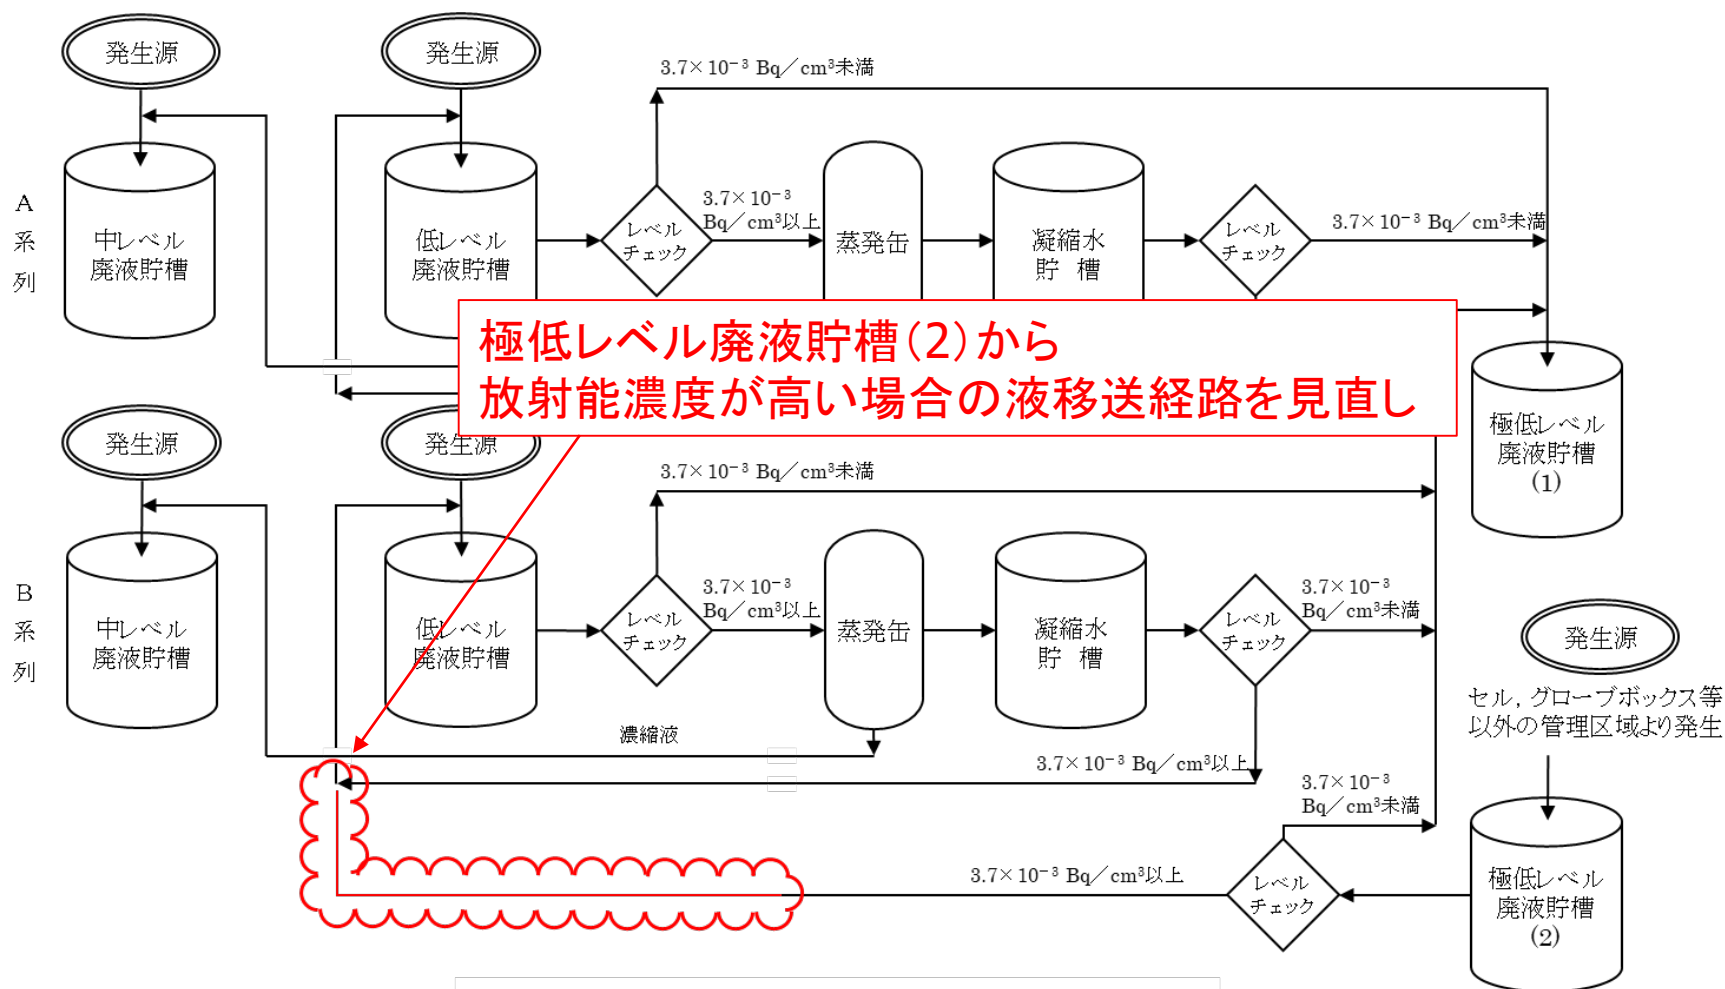 発生源
発生源
3.7×10⁻³ Bq／cm³未満
A
系
列
中レベル
廃液貯槽
低レベル
廃液貯槽
レベル
チェック
3.7×10⁻³
Bq／cm³以上
蒸発缶
凝縮水
貯 槽
レベル
チェック
3.7×10⁻³ Bq／cm³未満
極低レベル廃液貯槽（2）から
放射能濃度が高い場合の液移送経路を見直し
極低レベル
廃液貯槽
(1)
発生源
発生源
3.7×10⁻³ Bq／cm³未満
B
系
列
中レベル
廃液貯槽
低レベル
廃液貯槽
レベル
チェック
3.7×10⁻³
Bq／cm³以上
蒸発缶
凝縮水
貯 槽
レベル
チェック
3.7×10⁻³
Bq／cm³未満
発生源
セル，グローブボックス等
以外の管理区域より発生
濃縮液
3.7×10⁻³ Bq／cm³以上
3.7×10⁻³
Bq／cm³未満
3.7×10⁻³ Bq／cm³以上
レベル
チェック
極低レベル
廃液貯槽
(2)